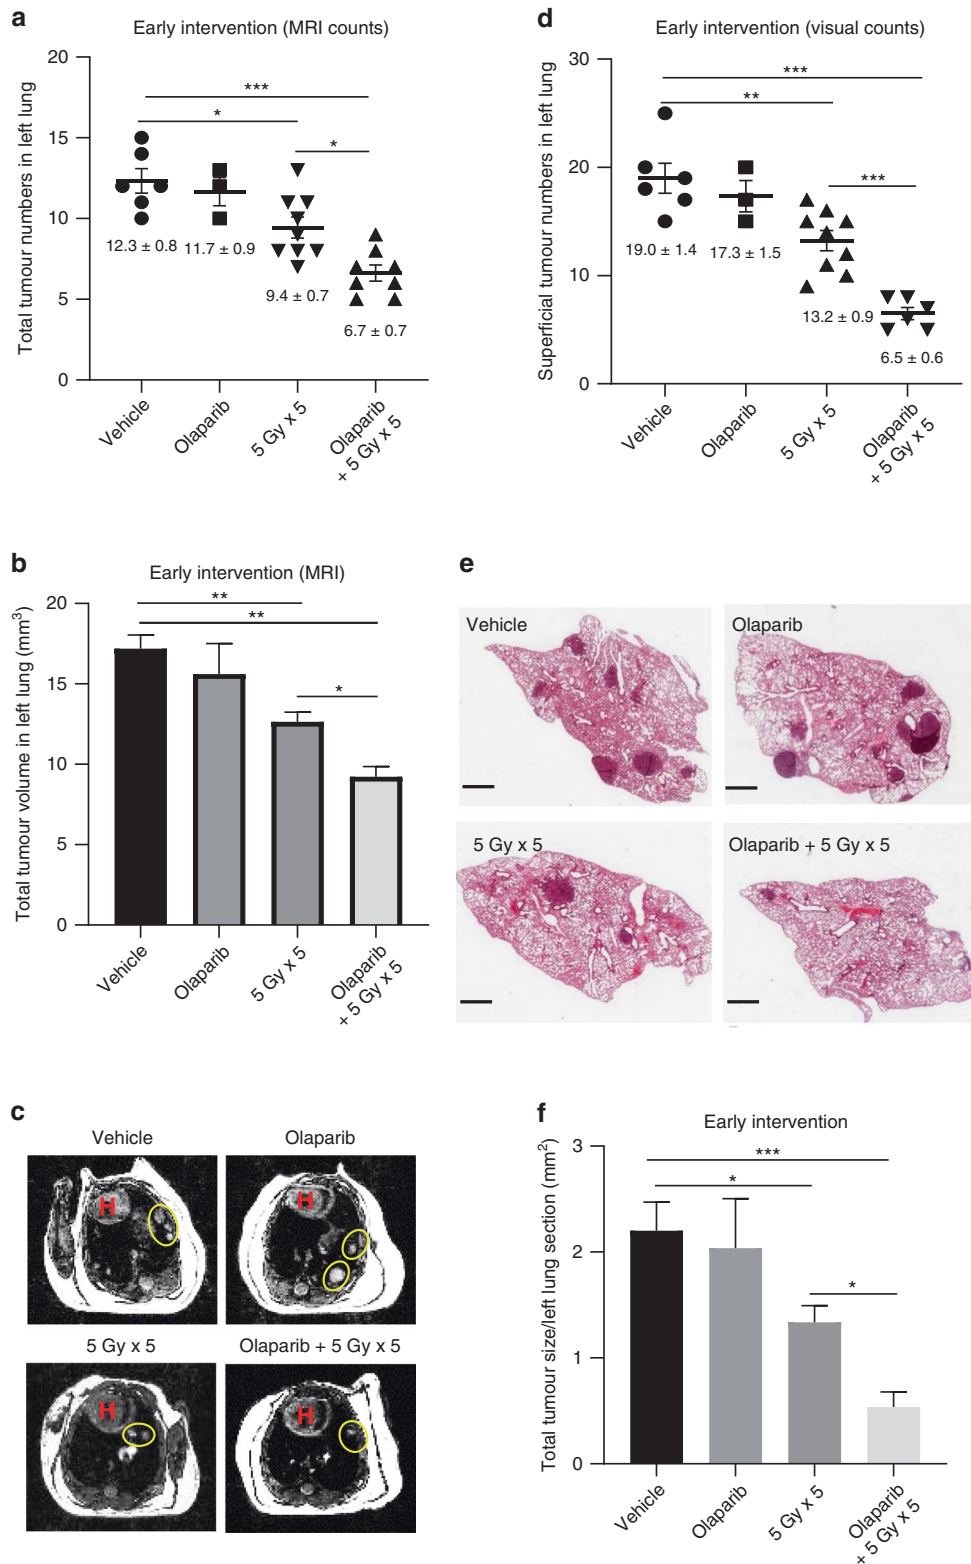 a
Early intervention (MRI counts)
Total tumour numbers in left lung
20
15
10
5
0
***
*
*
12.3 ± 0.8
11.7 ± 0.9
9.4 ± 0.7
6.7 ± 0.7
Vehicle
Olaparib
5 Gy x 5
Olaparib
+ 5 Gy x 5
d
Early intervention (visual counts)
Superficial tumour numbers in left lung
30
20
10
0
***
**
***
19.0 ± 1.4
17.3 ± 1.5
13.2 ± 0.9
6.5 ± 0.6
Vehicle
Olaparib
5 Gy x 5
Olaparib
+ 5 Gy x 5
b
Early intervention (MRI)
Total tumour volume in left lung (mm³)
20
15
10
5
0
**
**
*
Vehicle
Olaparib
5 Gy x 5
Olaparib
+ 5 Gy x 5
e
Vehicle
Olaparib
5 Gy x 5
Olaparib + 5 Gy x 5
c
Vehicle
Olaparib
H
H
5 Gy x 5
Olaparib + 5 Gy x 5
H
H
f
Early intervention
Total tumour size/left lung section (mm²)
3
2
1
0
***
*
*
Vehicle
Olaparib
5 Gy x 5
Olaparib
+ 5 Gy x 5